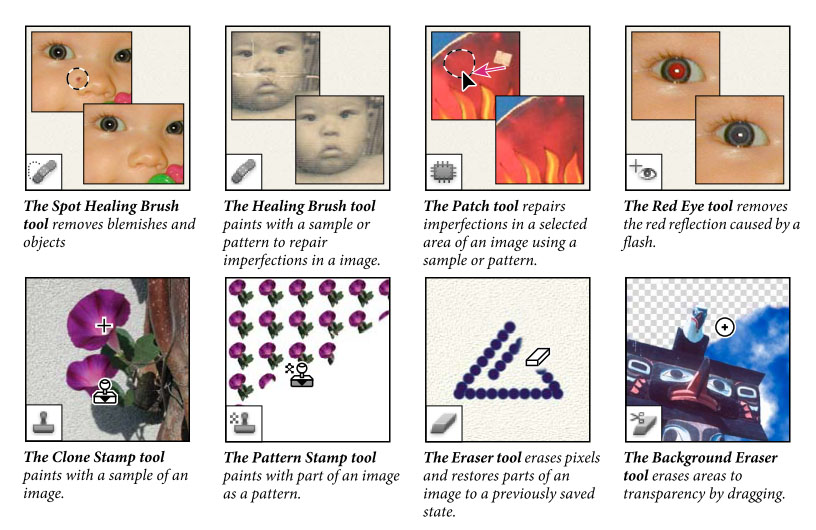 The Spot Healing Brush
tool removes blemishes and
objects
The Healing Brush tool
paints with a sample or
pattern to repair
imperfections in a image.
The Patch tool repairs
imperfections in a selected
area of an image using a
sample or pattern.
The Red Eye tool removes
the red reflection caused by a
flash.
The Clone Stamp tool
paints with a sample of an
image.
The Pattern Stamp tool
paints with part of an image
as a pattern.
The Eraser tool erases pixels
and restores parts of an
image to a previously saved
state.
The Background Eraser
tool erases areas to
transparency by dragging.